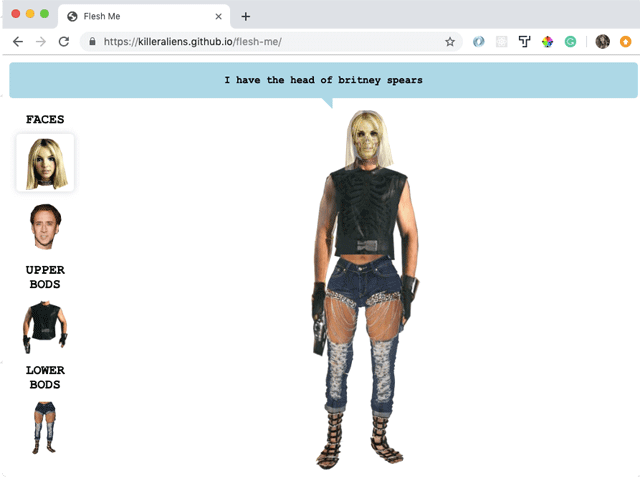 Flesh Me
https://killeraliens.github.io/flesh-me/
I have the head of britney spears
FACES
UPPER
BODS
LOWER
BODS